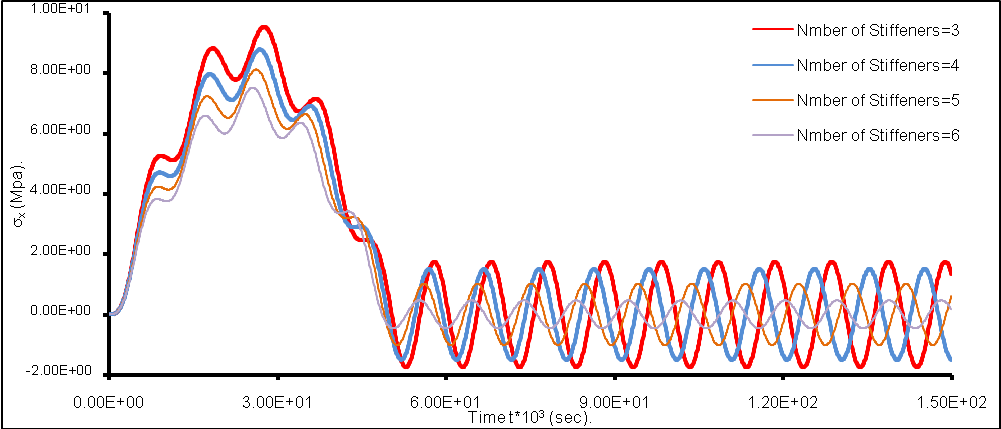 1.00E+01
8.00E+00
6.00E+00
4.00E+00
2.00E+00
0.00E+00
-2.00E+00
σx (Mpa).
Nmber of Stiffeners=3
Nmber of Stiffeners=4
Nmber of Stiffeners=5
Nmber of Stiffeners=6
0.00E+00 3.00E+01 6.00E+01 9.00E+01 1.20E+02 1.50E+02
Time t*10³ (sec).